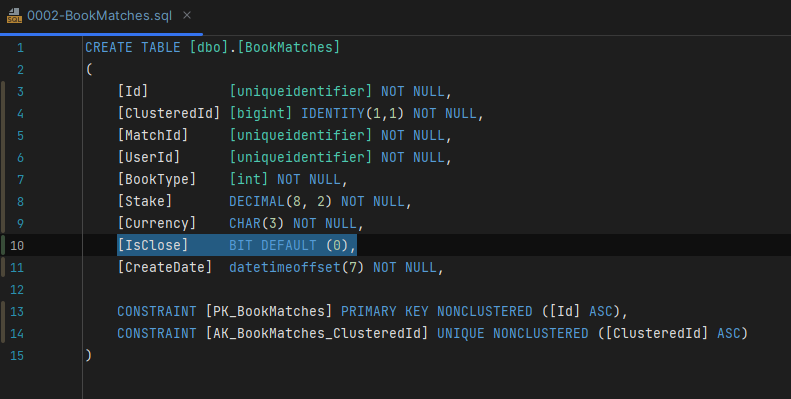 SQL 0002-BookMatches.sql ×
1 CREATE TABLE [dbo].[BookMatches]
2 (
3 [Id] [uniqueidentifier] NOT NULL,
4 [ClusteredId] [bigint] IDENTITY(1,1) NOT NULL,
5 [MatchId] [uniqueidentifier] NOT NULL,
6 [UserId] [uniqueidentifier] NOT NULL,
7 [BookType] [int] NOT NULL,
8 [Stake] DECIMAL(8, 2) NOT NULL,
9 [Currency] CHAR(3) NOT NULL,
10 [IsClose] BIT DEFAULT (0),
11 [CreateDate] datetimeoffset(7) NOT NULL,
12
13 CONSTRAINT [PK_BookMatches] PRIMARY KEY NONCLUSTERED ([Id] ASC),
14 CONSTRAINT [AK_BookMatches_ClusteredId] UNIQUE NONCLUSTERED ([ClusteredId] ASC)
15 )